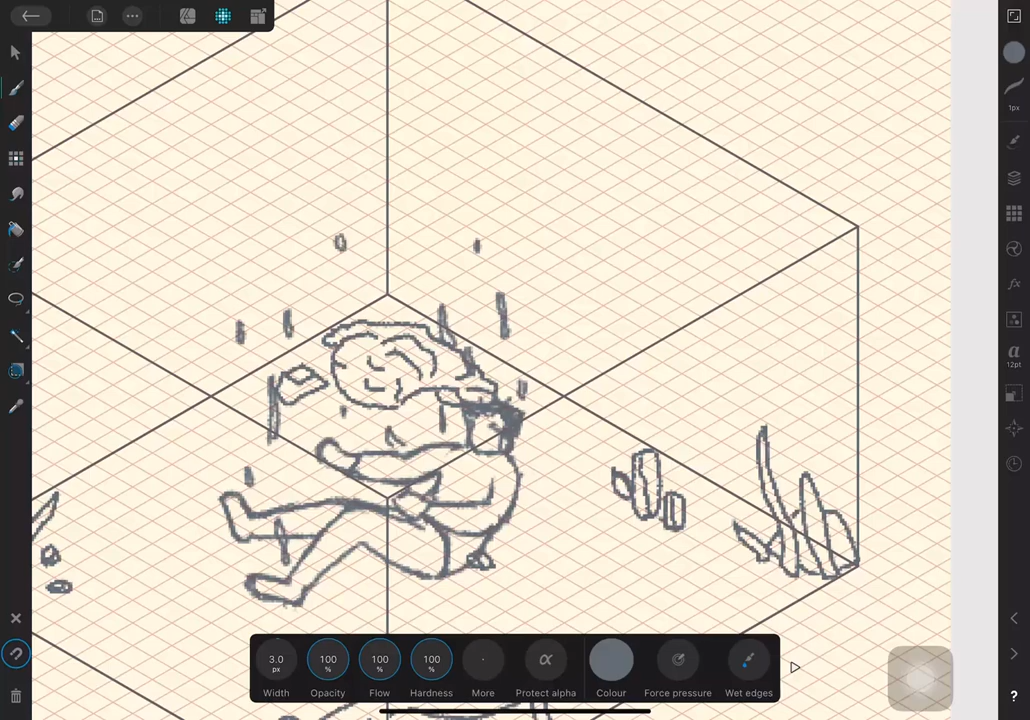 1px
a
12pt
?
3.0
px
100
%
100
%
100
%
α
Width
Opacity
Flow
Hardness
More
Protect alpha
Colour
Force pressure
Wet edges